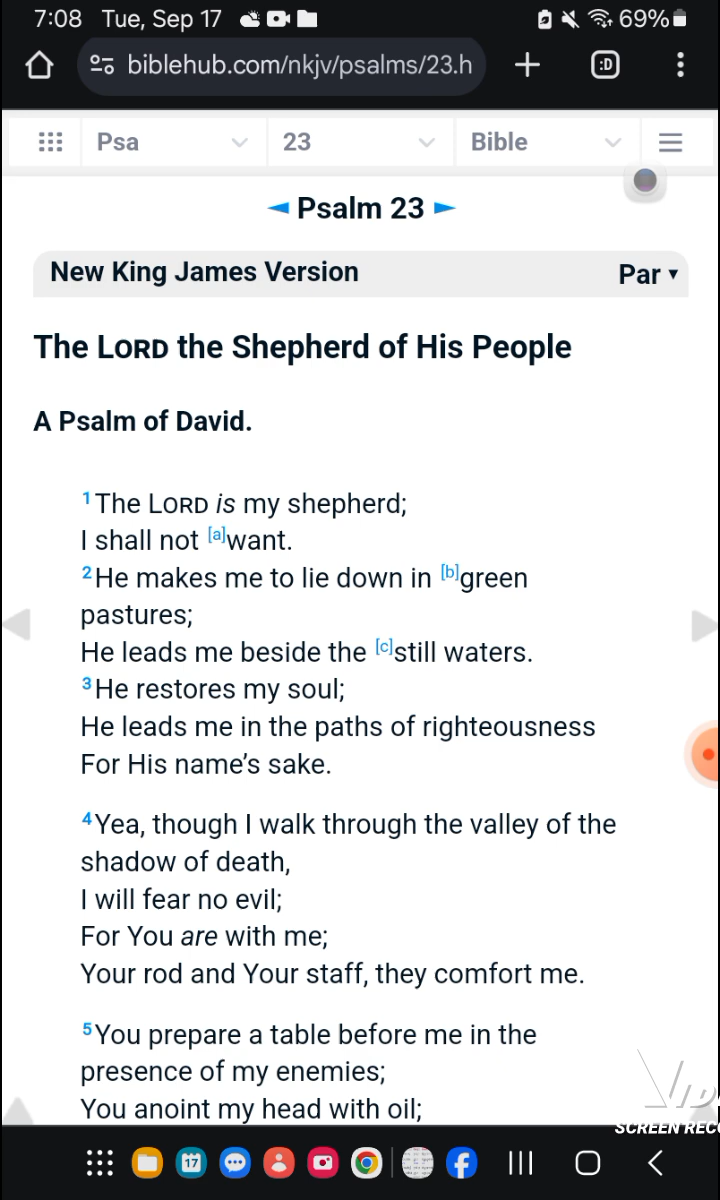 7:08 Tue, Sep 17 69%
biblehub.com/nkjv/psalms/23.h :D
Psa 23 Bible
Psalm 23
New King James Version Par
The LORD the Shepherd of His People
A Psalm of David.
1 The LORD is my shepherd;
I shall not [a]want.
2 He makes me to lie down in [b]green
pastures;
He leads me beside the [c]still waters.
3 He restores my soul;
He leads me in the paths of righteousness
For His name’s sake.
4 Yea, though I walk through the valley of the
shadow of death,
I will fear no evil;
For You are with me;
Your rod and Your staff, they comfort me.
5 You prepare a table before me in the
presence of my enemies;
You anoint my head with oil;
SCREEN REC
17